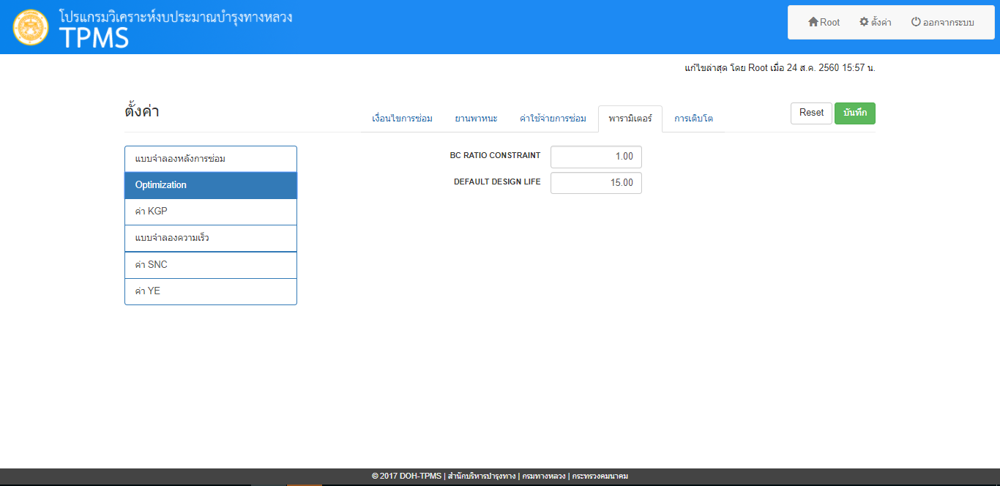 โปรแกรมวิเคราะห์งบประมาณบำรุงทางหลวง
TPMS
Root ตั้งค่า ออกจากระบบ
แก้ไขล่าสุด โดย Root เมื่อ 24 ส.ค. 2560 15:57 น.
ตั้งค่า
เงื่อนไขการซ่อม ยานพาหนะ ค่าใช้จ่ายการซ่อม พารามิเตอร์ การเติบโต
Reset บันทึก
แบบจำลองหลังการซ่อม
Optimization
ค่า KGP
แบบจำลองความเร็ว
ค่า SNC
ค่า YE
BC RATIO CONSTRAINT 1.00
DEFAULT DESIGN LIFE 15.00
© 2017 DOH-TPMS | สำนักบริหารบำรุงทาง | กรมทางหลวง | กระทรวงคมนาคม